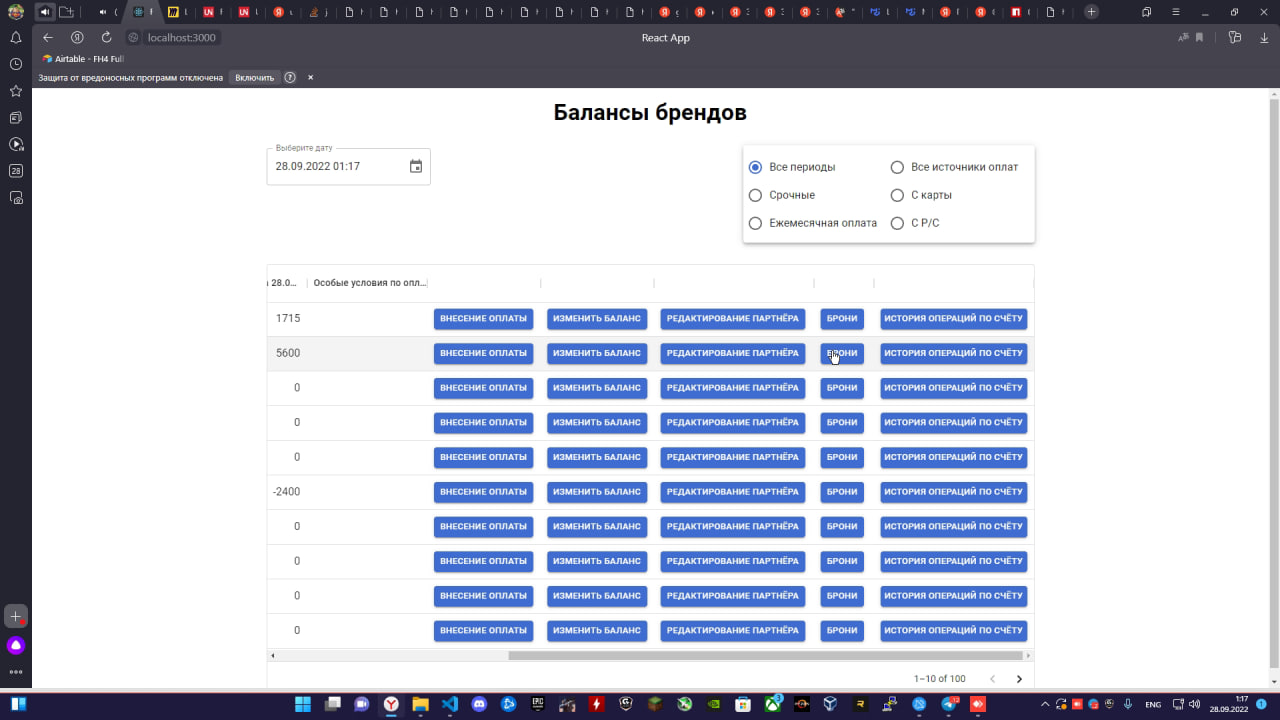 localhost:3000
React App
Airtable - FH4 Full
Защита от вредоносных программ отключена
Включить
Балансы брендов
Выберите дату
28.09.2022 01:17
Все периоды
Все источники оплат
Срочные
С карты
Ежемесячная оплата
С Р/С
28.0...
Особые условия по опл...
1715 ВНЕСЕНИЕ ОПЛАТЫ ИЗМЕНИТЬ БАЛАНС РЕДАКТИРОВАНИЕ ПАРТНЁРА БРОНИ ИСТОРИЯ ОПЕРАЦИЙ ПО СЧЁТУ
5600 ВНЕСЕНИЕ ОПЛАТЫ ИЗМЕНИТЬ БАЛАНС РЕДАКТИРОВАНИЕ ПАРТНЁРА БРОНИ ИСТОРИЯ ОПЕРАЦИЙ ПО СЧЁТУ
0 ВНЕСЕНИЕ ОПЛАТЫ ИЗМЕНИТЬ БАЛАНС РЕДАКТИРОВАНИЕ ПАРТНЁРА БРОНИ ИСТОРИЯ ОПЕРАЦИЙ ПО СЧЁТУ
0 ВНЕСЕНИЕ ОПЛАТЫ ИЗМЕНИТЬ БАЛАНС РЕДАКТИРОВАНИЕ ПАРТНЁРА БРОНИ ИСТОРИЯ ОПЕРАЦИЙ ПО СЧЁТУ
0 ВНЕСЕНИЕ ОПЛАТЫ ИЗМЕНИТЬ БАЛАНС РЕДАКТИРОВАНИЕ ПАРТНЁРА БРОНИ ИСТОРИЯ ОПЕРАЦИЙ ПО СЧЁТУ
-2400 ВНЕСЕНИЕ ОПЛАТЫ ИЗМЕНИТЬ БАЛАНС РЕДАКТИРОВАНИЕ ПАРТНЁРА БРОНИ ИСТОРИЯ ОПЕРАЦИЙ ПО СЧЁТУ
0 ВНЕСЕНИЕ ОПЛАТЫ ИЗМЕНИТЬ БАЛАНС РЕДАКТИРОВАНИЕ ПАРТНЁРА БРОНИ ИСТОРИЯ ОПЕРАЦИЙ ПО СЧЁТУ
0 ВНЕСЕНИЕ ОПЛАТЫ ИЗМЕНИТЬ БАЛАНС РЕДАКТИРОВАНИЕ ПАРТНЁРА БРОНИ ИСТОРИЯ ОПЕРАЦИЙ ПО СЧЁТУ
0 ВНЕСЕНИЕ ОПЛАТЫ ИЗМЕНИТЬ БАЛАНС РЕДАКТИРОВАНИЕ ПАРТНЁРА БРОНИ ИСТОРИЯ ОПЕРАЦИЙ ПО СЧЁТУ
0 ВНЕСЕНИЕ ОПЛАТЫ ИЗМЕНИТЬ БАЛАНС РЕДАКТИРОВАНИЕ ПАРТНЁРА БРОНИ ИСТОРИЯ ОПЕРАЦИЙ ПО СЧЁТУ
1–10 of 100
ENG
1:17
28.09.2022
28